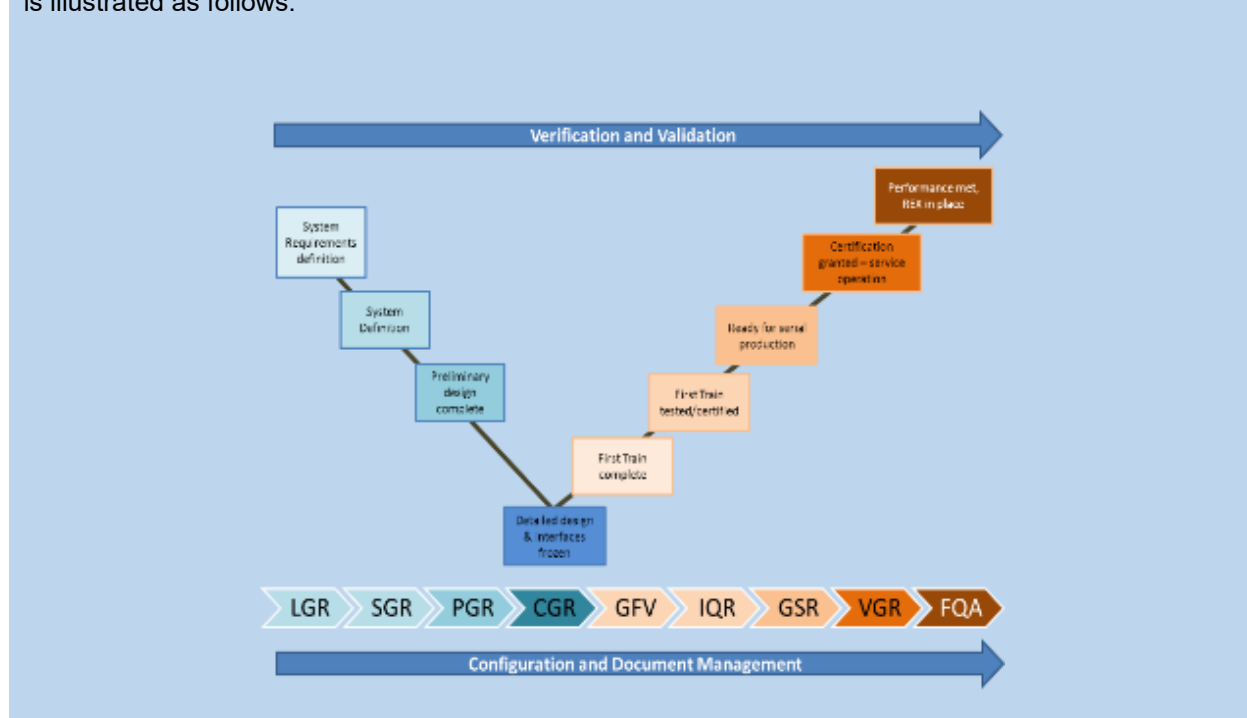 is illustrated as follows:
Verification and Validation
Performance met,
REX in place
System
Requirements
definition
Certification
granted – service
operation
System
Definition
Ready for serial
production
Preliminary
design
complete
First Train
tested/certified
First Train
complete
Detailed design
& interfaces
frozen
LGR
SGR
PGR
CGR
GFV
IQR
GSR
VGR
FQA
Configuration and Document Management